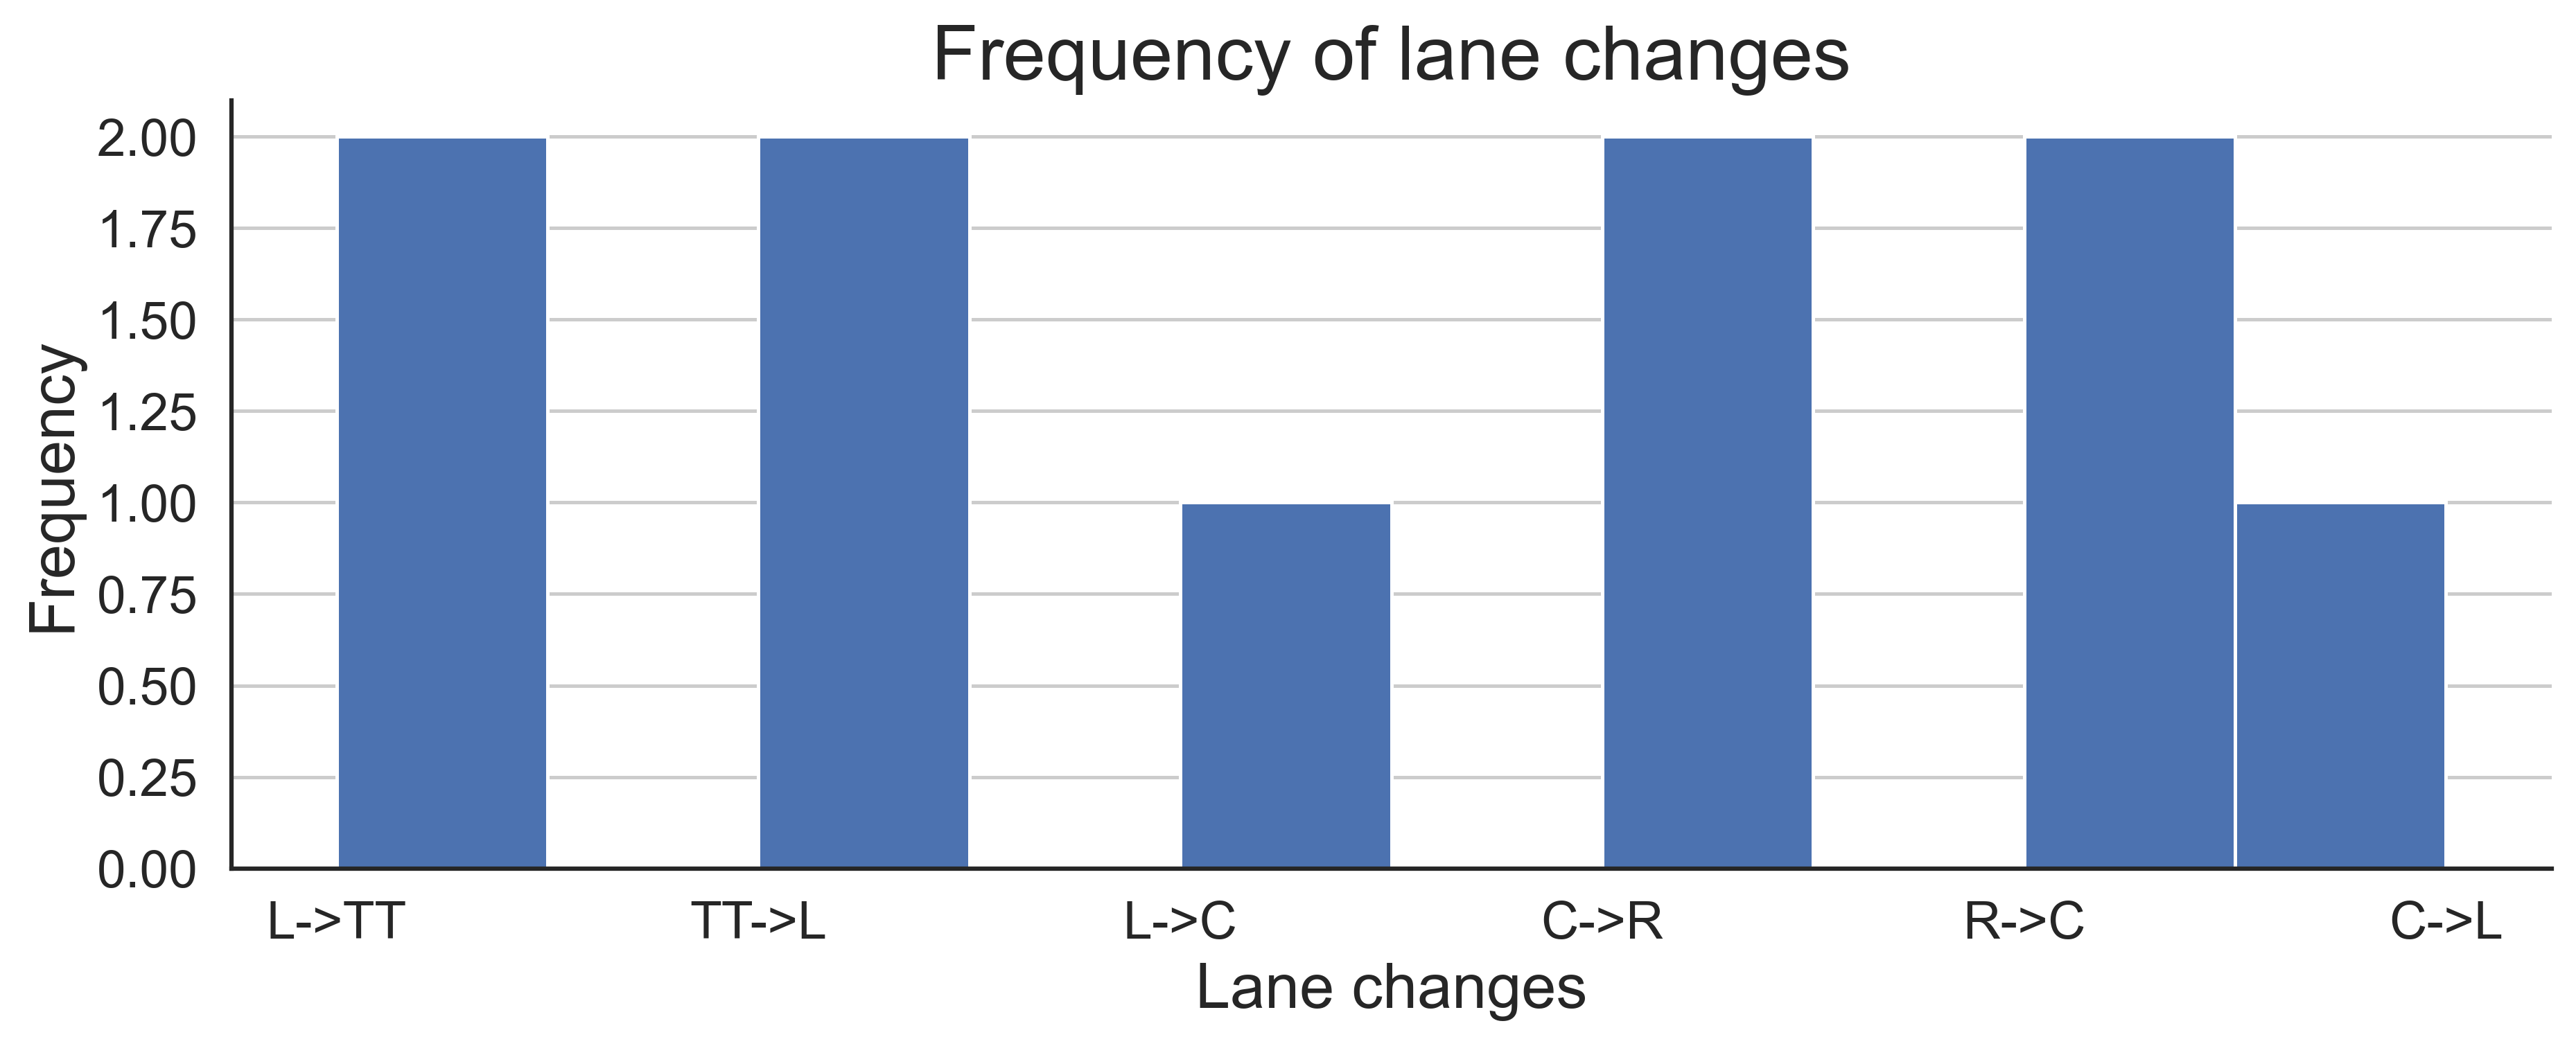 Frequency of lane changes
Frequency
2.00
1.75
1.50
1.25
1.00
0.75
0.50
0.25
0.00
L->TT TT->L L->C C->R R->C C->L
Lane changes